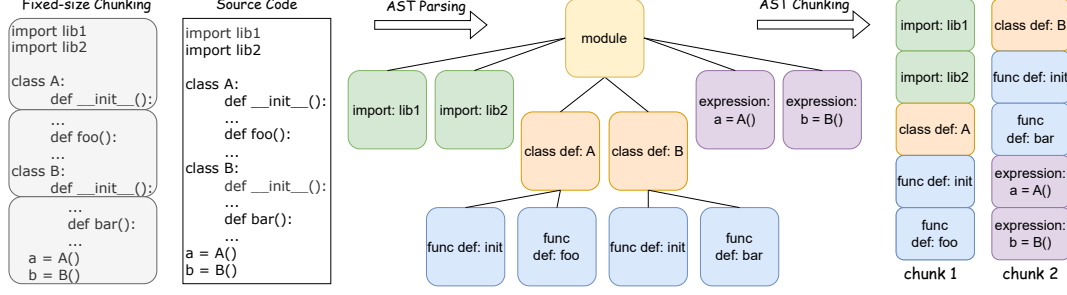 Fixed-size Chunking
import lib1
import lib2
class A:
def __init__():
...
def foo():
...
class B:
def __init__():
...
def bar():
...
a = A()
b = B()
Source Code
import lib1
import lib2
class A:
def __init__():
...
def foo():
...
class B:
def __init__():
...
def bar():
...
a = A()
b = B()
AST Parsing
module
import: lib1
import: lib2
expression:
a = A()
expression:
b = B()
class def: A
class def: B
func def: init
func
def: foo
func def: init
func
def: bar
AST Chunking
import: lib1
import: lib2
class def: A
func def: init
func
def: foo
chunk 1
class def: B
func def: init
func
def: bar
expression:
a = A()
expression:
b = B()
chunk 2